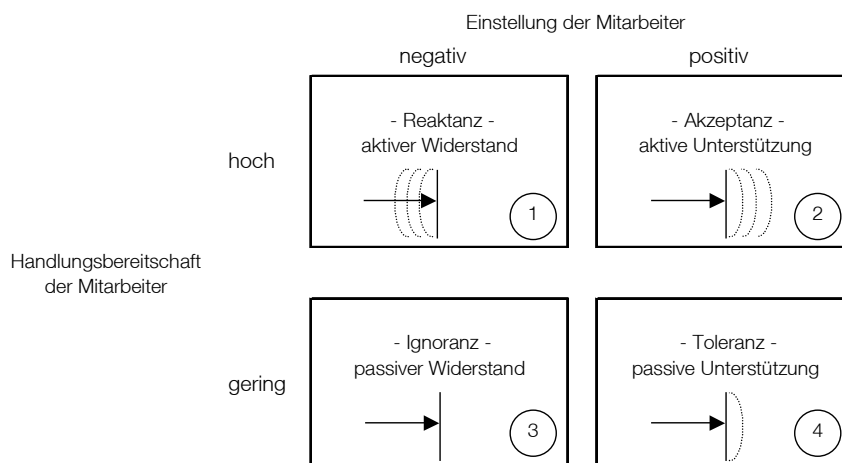 Einstellung der Mitarbeiter
negativ
positiv
- Reaktanz -
aktiver Widerstand
- Akzeptanz -
aktive Unterstützung
hoch
1
2
Handlungsbereitschaft
der Mitarbeiter
- Ignoranz -
passiver Widerstand
- Toleranz -
passive Unterstützung
gering
3
4